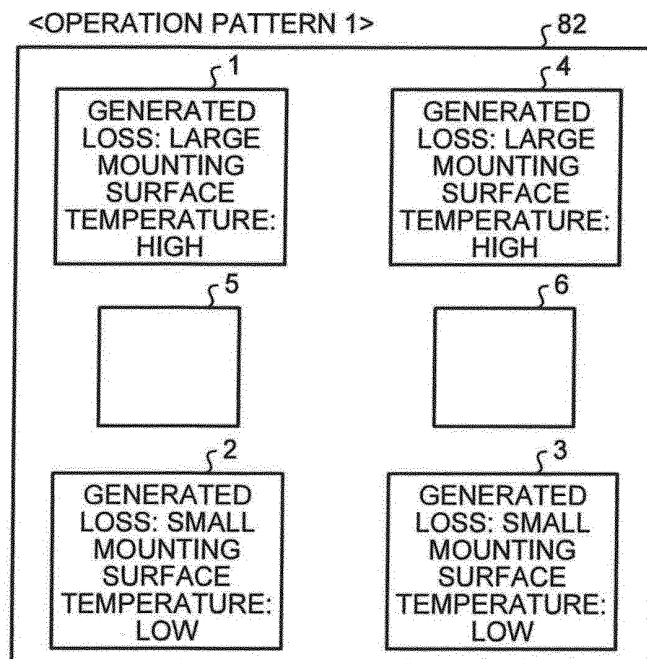 <OPERATION PATTERN 1>
82
1
GENERATED
LOSS: LARGE
MOUNTING
SURFACE
TEMPERATURE:
HIGH
4
GENERATED
LOSS: LARGE
MOUNTING
SURFACE
TEMPERATURE:
HIGH
5
6
2
GENERATED
LOSS: SMALL
MOUNTING
SURFACE
TEMPERATURE:
LOW
3
GENERATED
LOSS: SMALL
MOUNTING
SURFACE
TEMPERATURE:
LOW